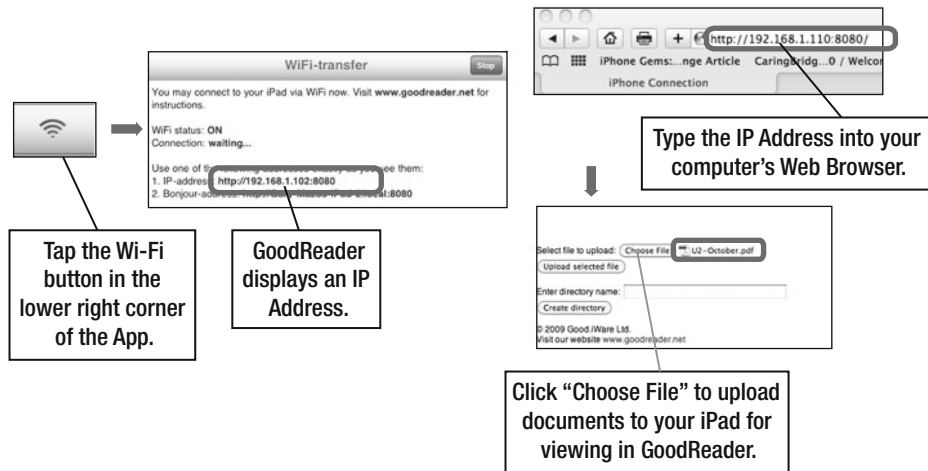 WiFi-transfer
Stop
You may connect to your iPad via WiFi now. Visit www.goodreader.net for
instructions.
WiFi status: ON
Connection: waiting...
Use one of the following addresses exactly as you see them:
1. IP-address: http://192.168.1.102:8080
2. Bonjour-address:
Tap the Wi-Fi
button in the
lower right corner
of the App.
GoodReader
displays an IP
Address.
http://192.168.1.110:8080/
iPhone Gems:...nge Article CaringBridg...0 / Welcor
iPhone Connection
Type the IP Address into your
computer's Web Browser.
Select file to upload: Choose File U2-October.pdf
Upload selected file
Enter directory name:
Create directory
© 2009 Good.iWare Ltd.
Visit our website www.goodreader.net
Click “Choose File” to upload
documents to your iPad for
viewing in GoodReader.